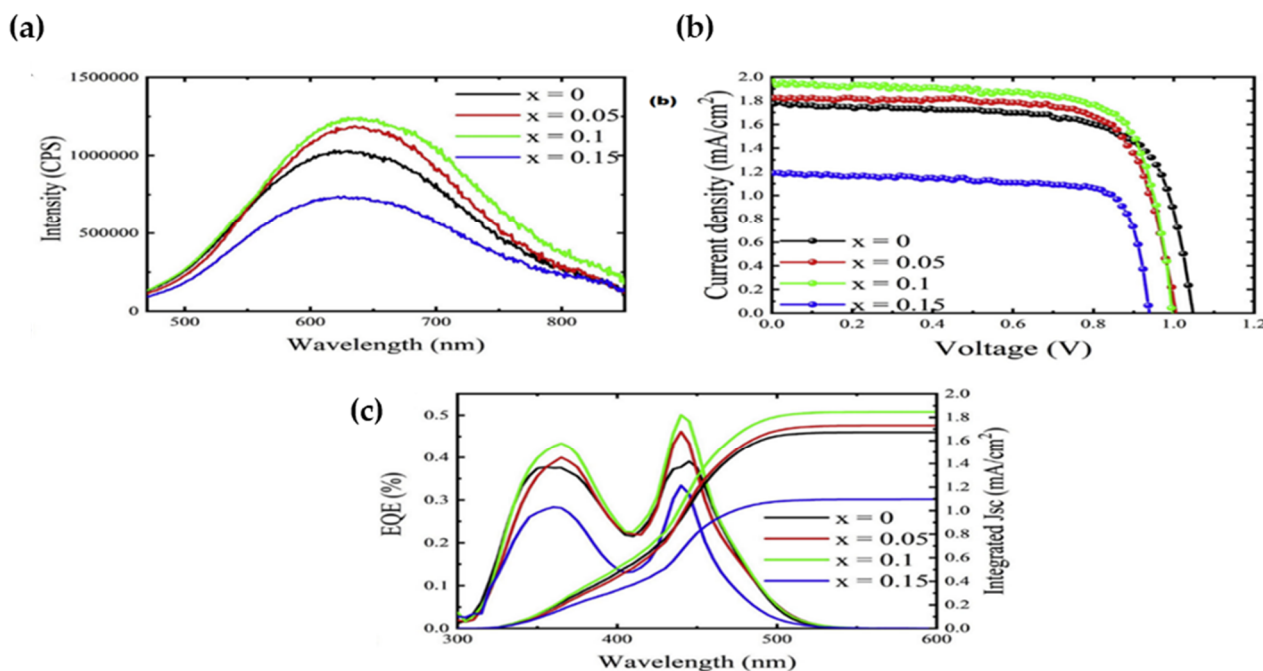 (a)
1500000
1000000
500000
0
Intensity (CPS)
500
600
700
800
Wavelength (nm)
x = 0
x = 0.05
x = 0.1
x = 0.15
(b)
(b)
2.0
1.8
1.6
1.4
1.2
1.0
0.8
0.6
0.4
0.2
0.0
Current density (mA/cm²)
0.0
0.2
0.4
0.6
0.8
1.0
1.2
Voltage (V)
x = 0
x = 0.05
x = 0.1
x = 0.15
(c)
0.5
0.4
0.3
0.2
0.1
0.0
EQE (%)
300
400
500
600
Wavelength (nm)
2.0
1.8
1.6
1.4
1.2
1.0
0.8
0.6
0.4
0.2
0.0
Integrated Jsc (mA/cm²)
x = 0
x = 0.05
x = 0.1
x = 0.15